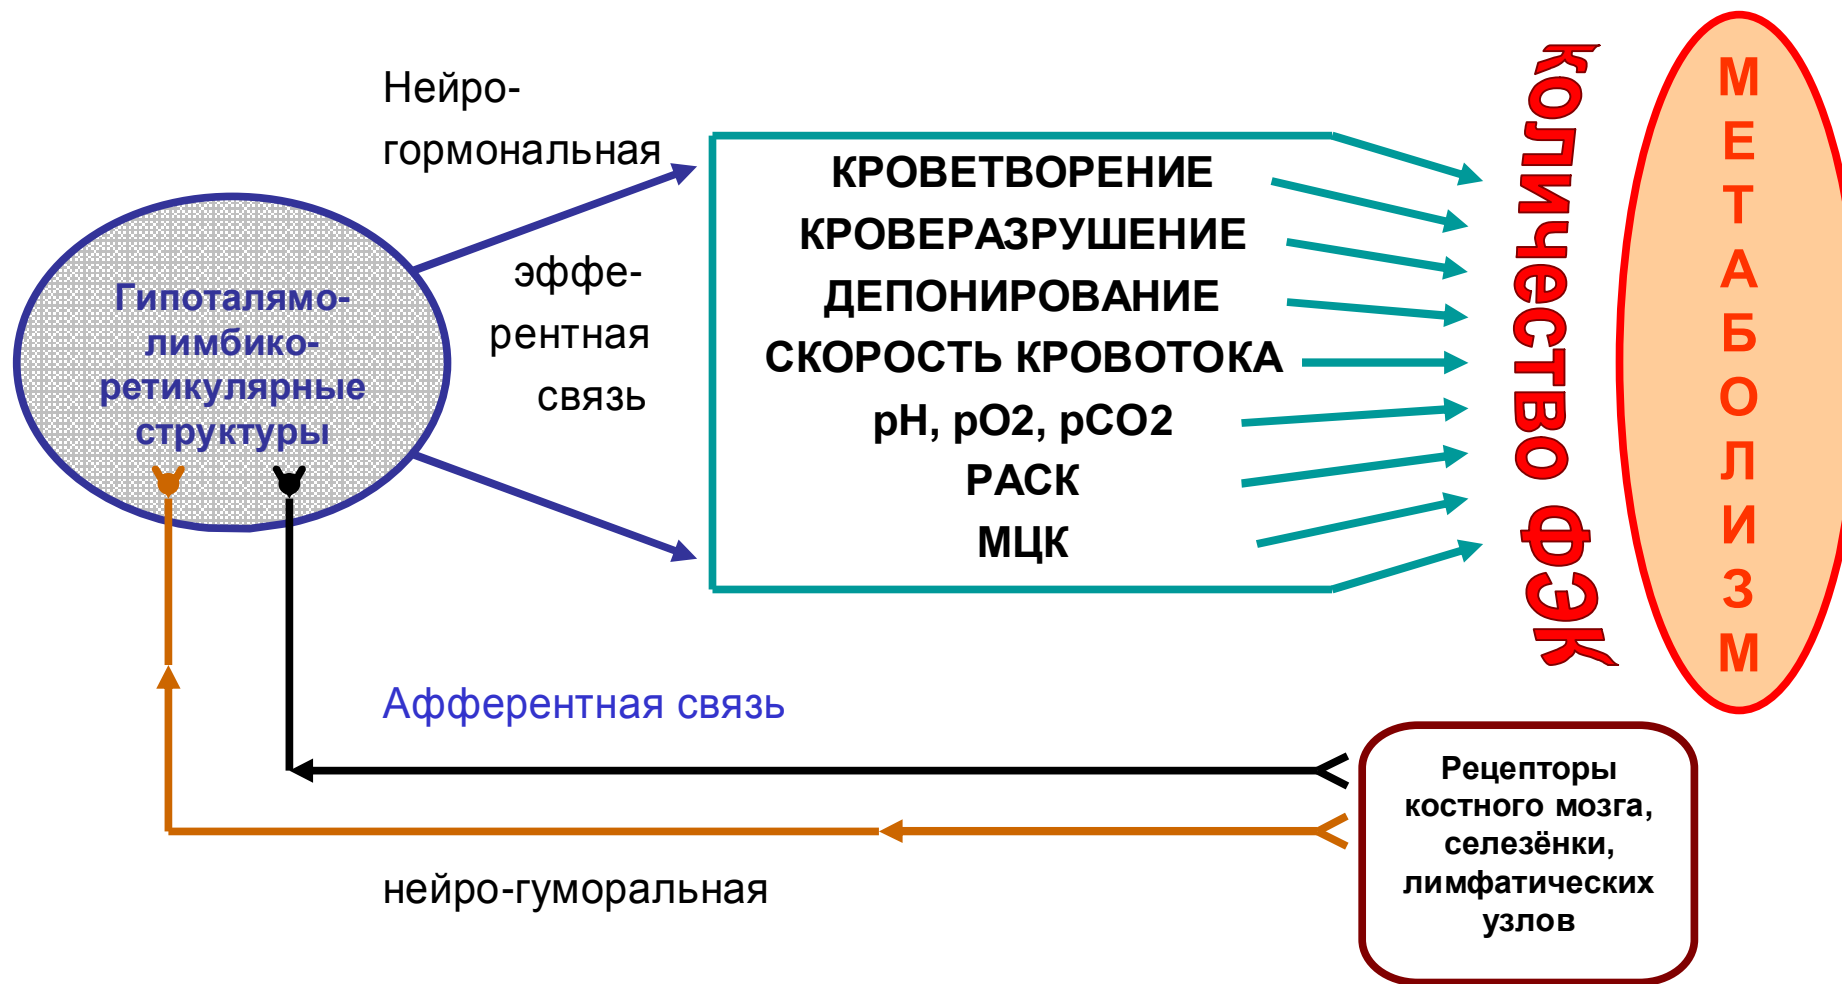 Нейро-
гормональная
эффе-
рентная
связь
Гипоталямо-
лимбико-
ретикулярные
структуры
КРОВЕТВОРЕНИЕ
КРОВЕРАЗРУШЕНИЕ
ДЕПОНИРОВАНИЕ
СКОРОСТЬ КРОВОТОКА
pH, pO2, pCO2
РАСК
МЦК
количество ФЭК
МЕТАБОЛИЗМ
Афферентная связь
нейро-гуморальная
Рецепторы
костного мозга,
селезёнки,
лимфатических
узлов